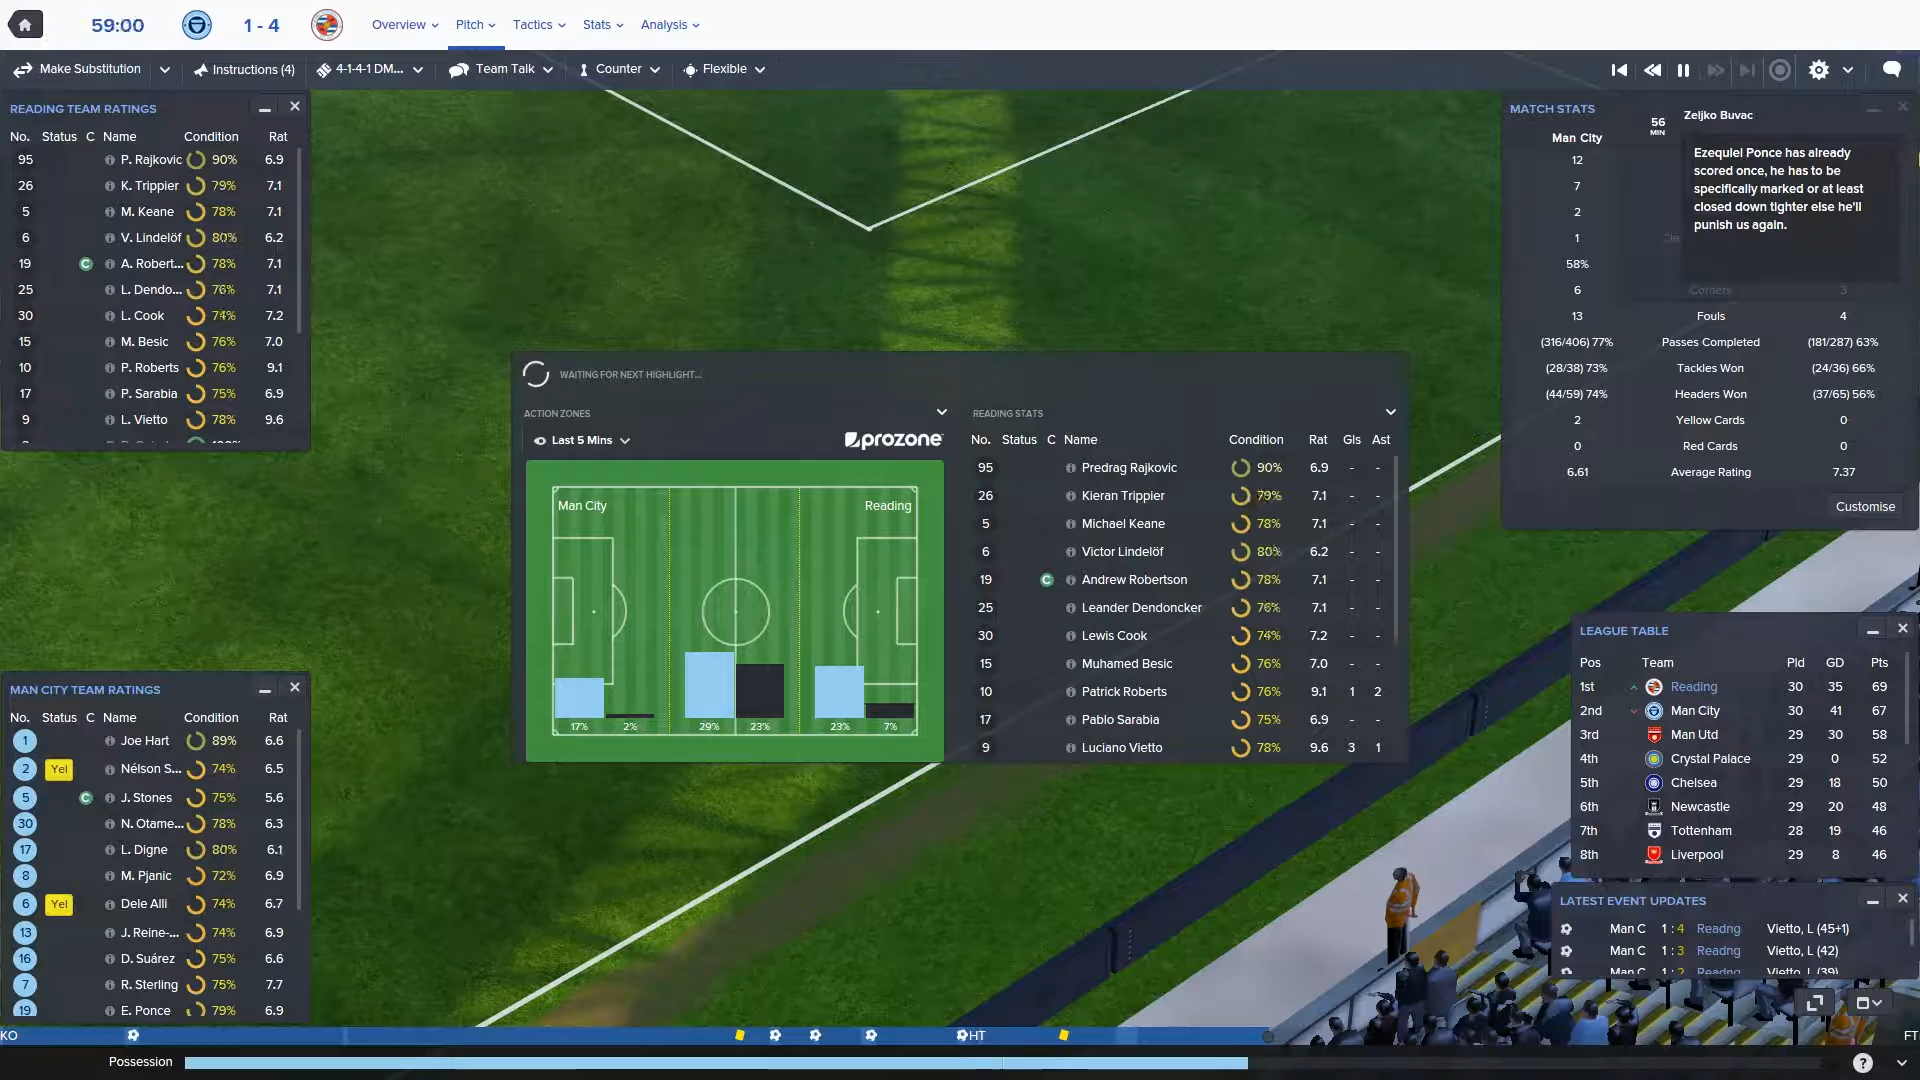 59:00
1 - 4
Overview
Pitch
Tactics
Stats
Analysis
Make Substitution
Instructions (4)
4-1-4-1 DM...
Team Talk
Counter
Flexible
READING TEAM RATINGS
No. Status C Name Condition Rat
95 P. Rajkovic 90% 6.9
26 K. Trippier 79% 7.1
5 M. Keane 78% 7.1
6 V. Lindelöf 80% 6.2
19 C A. Robert... 78% 7.1
25 L. Dendo... 76% 7.1
30 L. Cook 74% 7.2
15 M. Besic 76% 7.0
10 P. Roberts 76% 9.1
17 P. Sarabia 75% 6.9
9 L. Vietto 78% 9.6
MAN CITY TEAM RATINGS
No. Status C Name Condition Rat
1 Joe Hart 89% 6.6
2 Yel Nélson S... 74% 6.5
5 C J. Stones 75% 5.6
30 N. Otame... 78% 6.3
17 L. Digne 80% 6.1
8 M. Pjanic 72% 6.9
6 Yel Dele Alli 74% 6.7
13 J. Reine-... 74% 6.9
16 D. Suárez 75% 6.6
7 R. Sterling 75% 7.7
19 E. Ponce 79% 6.9
WAITING FOR NEXT HIGHLIGHT...
ACTION ZONES
Last 5 Mins
prozone
Man City
Reading
17% 2% 29% 23% 23% 7%
READING STATS
No. Status C Name Condition Rat Gls Ast
95 Predrag Rajkovic 90% 6.9 - -
26 Kieran Trippier 79% 7.1 - -
5 Michael Keane 78% 7.1 - -
6 Victor Lindelöf 80% 6.2 - -
19 C Andrew Robertson 78% 7.1 - -
25 Leander Dendoncker 76% 7.1 - -
30 Lewis Cook 74% 7.2 - -
15 Muhamed Besic 76% 7.0 - -
10 Patrick Roberts 76% 9.1 1 2
17 Pablo Sarabia 75% 6.9 - -
9 Luciano Vietto 78% 9.6 3 1
MATCH STATS
Man City
12
7
2
1
58%
6 Corners 3
13 Fouls 4
(316/406) 77% Passes Completed (181/287) 63%
(28/38) 73% Tackles Won (24/36) 66%
(44/59) 74% Headers Won (37/65) 56%
2 Yellow Cards 0
0 Red Cards 0
6.61 Average Rating 7.37
Customise
56
MIN
Zeljko Buvac
Ezequiel Ponce has already
scored once, he has to be
specifically marked or at least
closed down tighter else he'll
punish us again.
LEAGUE TABLE
Pos Team Pld GD Pts
1st Reading 30 35 69
2nd Man City 30 41 67
3rd Man Utd 29 30 58
4th Crystal Palace 29 0 52
5th Chelsea 29 18 50
6th Newcastle 29 20 48
7th Tottenham 28 19 46
8th Liverpool 29 8 46
LATEST EVENT UPDATES
Man C 1 : 4 Readng Vietto, L (45+1)
Man C 1 : 3 Readng Vietto, L (42)
Man C 1 : 2 Readng Vietto, L (39)
KO
HT
FT
Possession
?